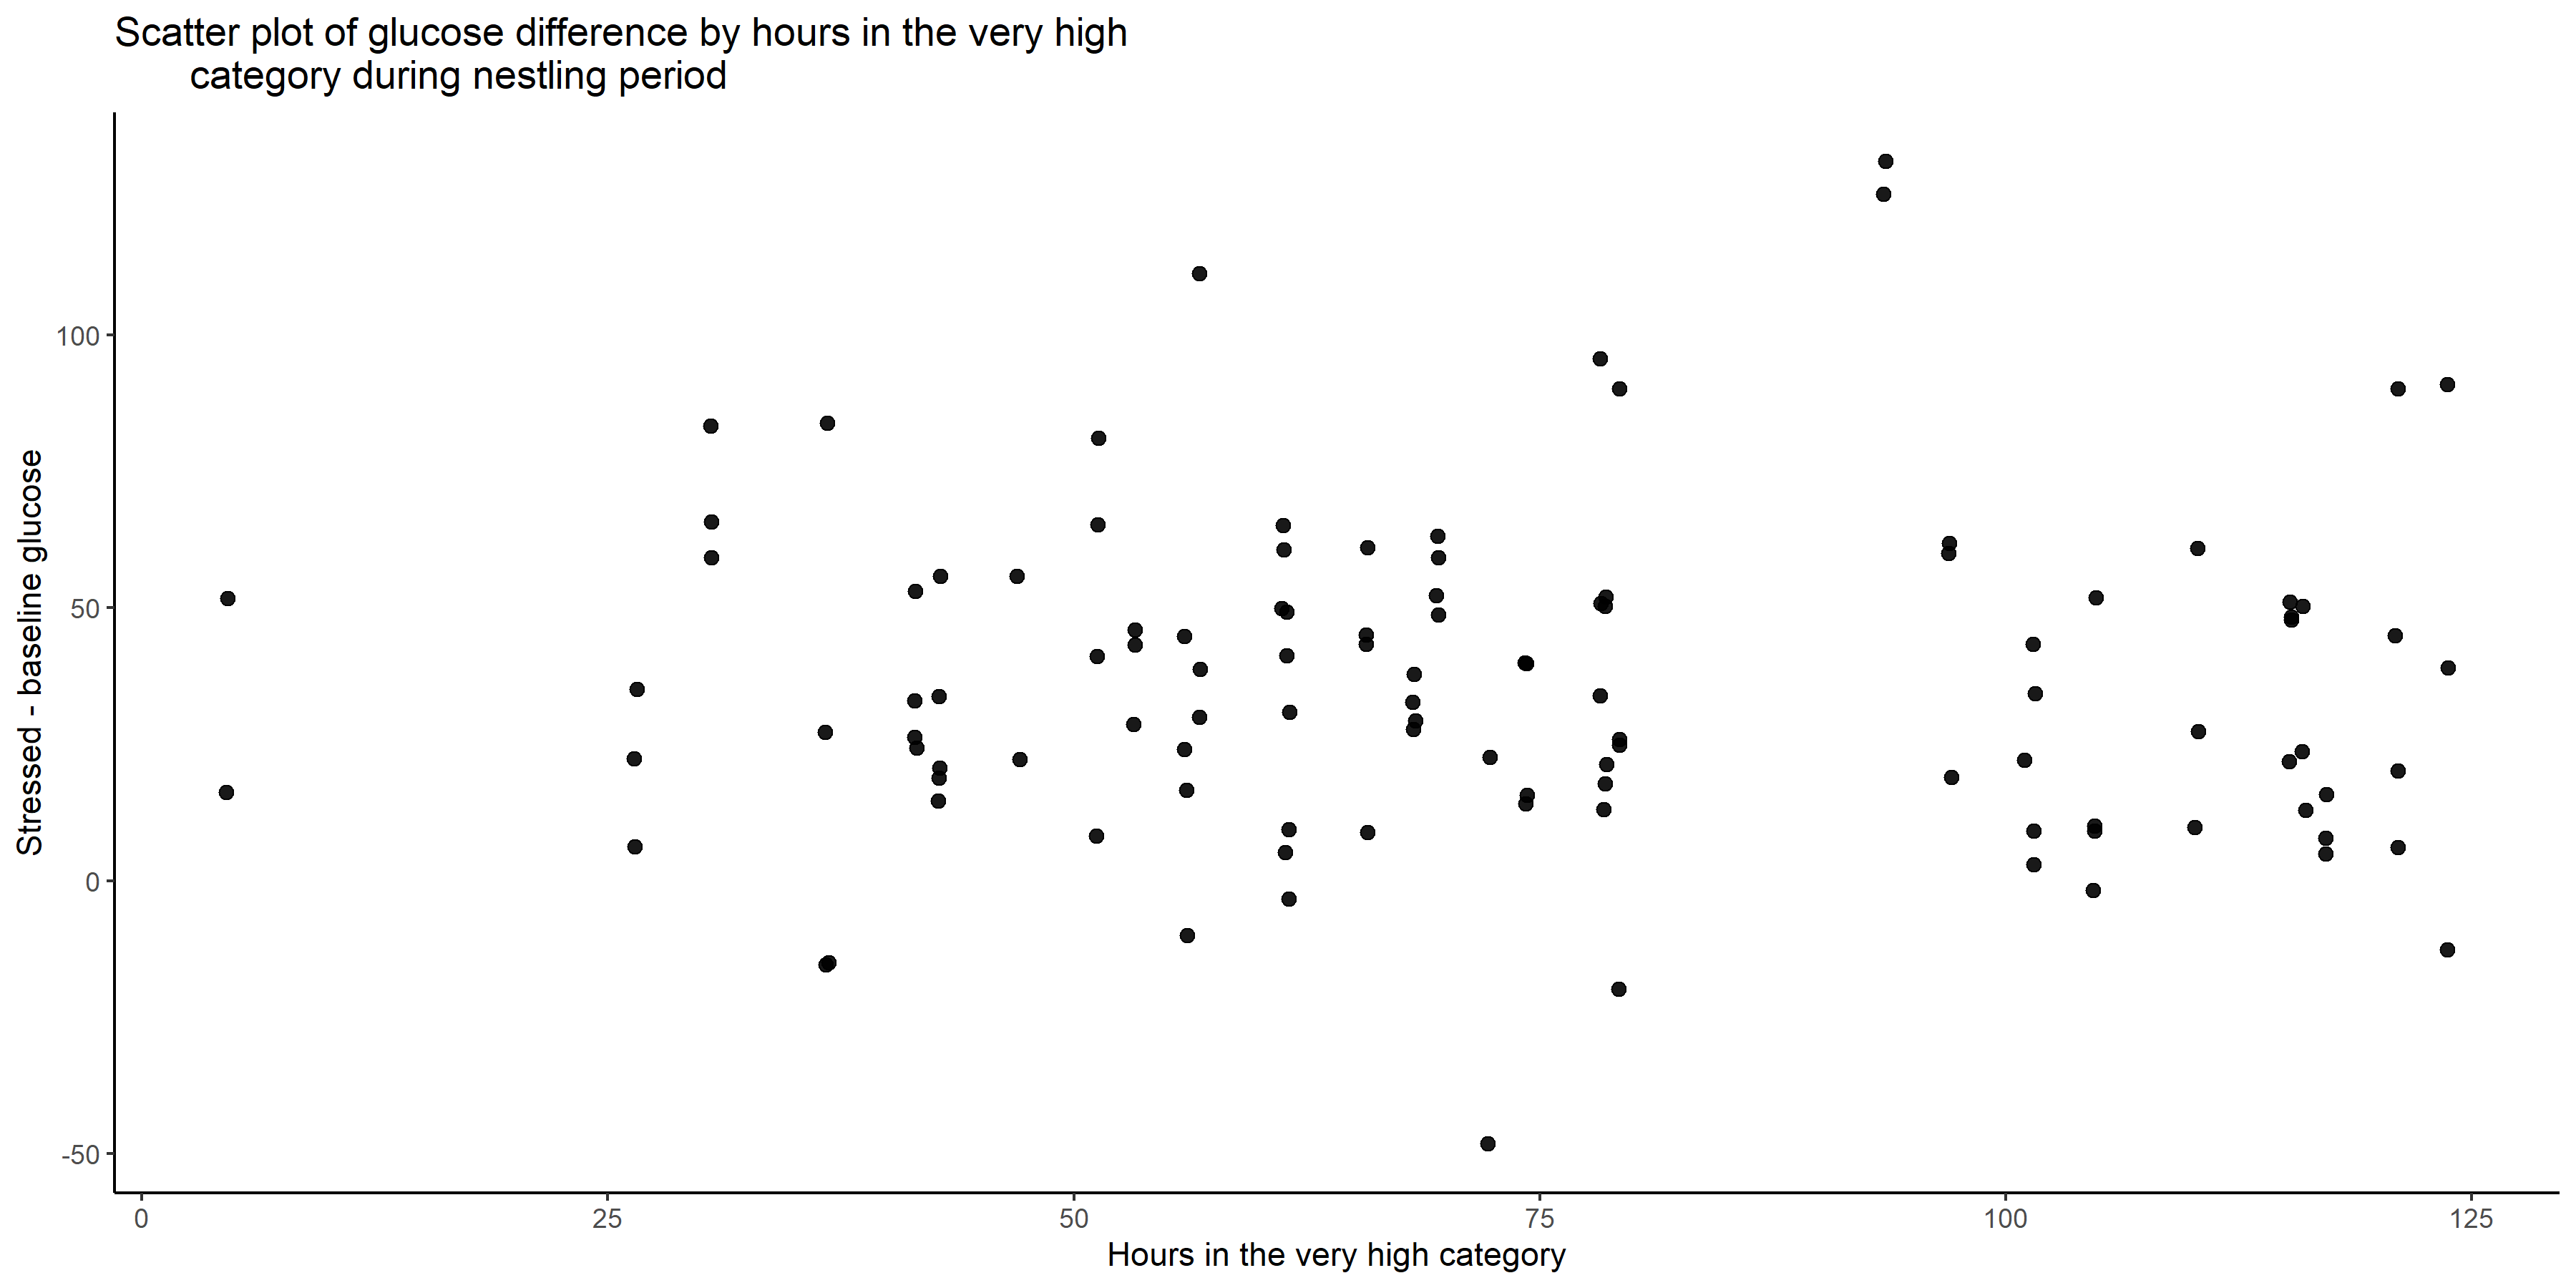 Scatter plot of glucose difference by hours in the very high
category during nestling period
Stressed - baseline glucose
100
50
0
-50
0
25
50
75
100
125
Hours in the very high category